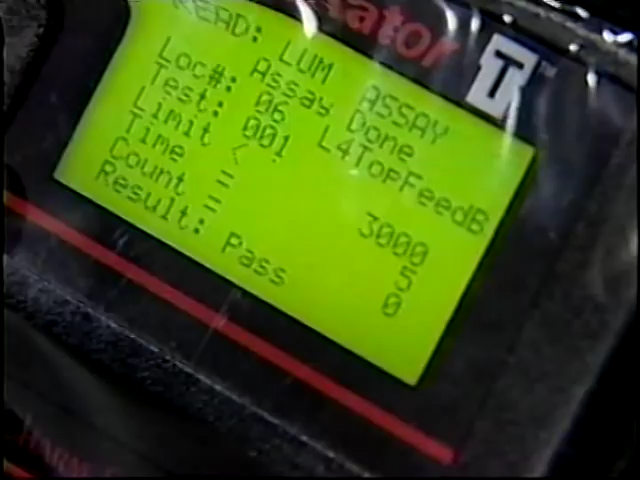 ator T
READ: LUM ASSAY
Assay Done
Loc#: 06 L4TopFeedB
Test: 001
Limit < 3000
Time = 5
Count = 0
Result: Pass